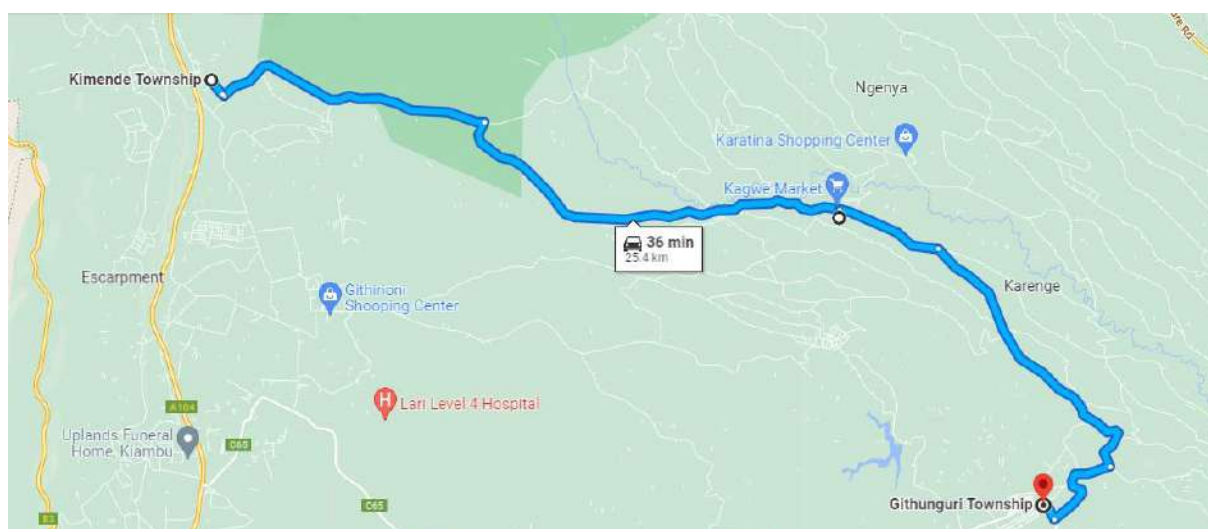 Kimende Township
Ngenya
Karatina Shopping Center
Kagwe Market
36 min
25.4 km
Escarpment
Karenge
Githirioni
Shooping Center
Lari Level 4 Hospital
A104
Uplands Funeral
Home, Kiambu
C65
C65
B3
Githunguri Township